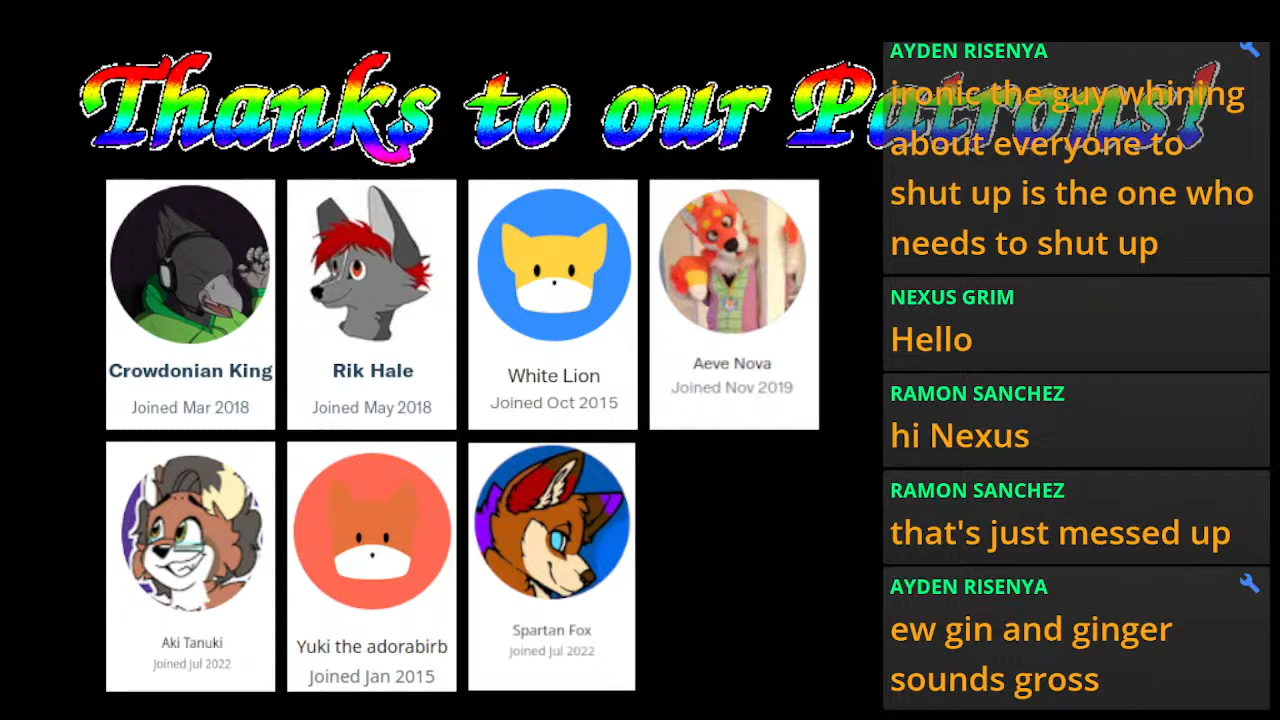 Thanks to our Patrons!
Crowdonian King
Joined Mar 2018
Rik Hale
Joined May 2018
White Lion
Joined Oct 2015
Aeve Nova
Joined Nov 2019
Aki Tanuki
Joined Jul 2022
Yuki the adorabirb
Joined Jan 2015
Spartan Fox
Joined Jul 2022
AYDEN RISENYA
ironic the guy whining
about everyone to
shut up is the one who
needs to shut up
NEXUS GRIM
Hello
RAMON SANCHEZ
hi Nexus
RAMON SANCHEZ
that's just messed up
AYDEN RISENYA
ew gin and ginger
sounds gross